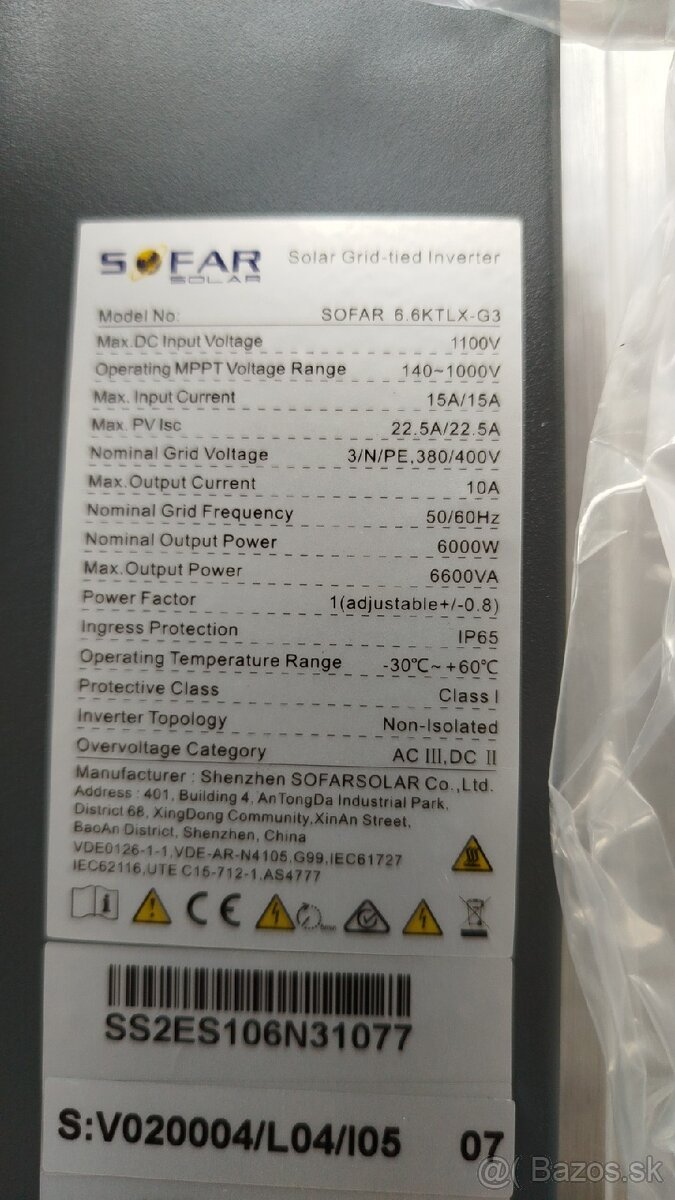 SOFAR SOLAR Solar Grid-tied Inverter
Model No: SOFAR 6.6KTLX-G3
Max.DC Input Voltage 1100V
Operating MPPT Voltage Range 140~1000V
Max. Input Current 15A/15A
Max. PV Isc 22.5A/22.5A
Nominal Grid Voltage 3/N/PE,380/400V
Max.Output Current 10A
Nominal Grid Frequency 50/60Hz
Nominal Output Power 6000W
Max.Output Power 6600VA
Power Factor 1(adjustable+/-0.8)
Ingress Protection IP65
Operating Temperature Range -30℃~+60℃
Protective Class Class I
Inverter Topology Non-Isolated
Overvoltage Category AC III,DC II
Manufacturer : Shenzhen SOFARSOLAR Co.,Ltd.
Address : 401, Building 4, AnTongDa Industrial Park,
District 68, XingDong Community,XinAn Street,
BaoAn District, Shenzhen, China
VDE0126-1-1,VDE-AR-N4105,G99,IEC61727
IEC62116,UTE C15-712-1,AS4777
CE
SS2ES106N31077
S:V020004/L04/I05 07
@( Bazos.sk